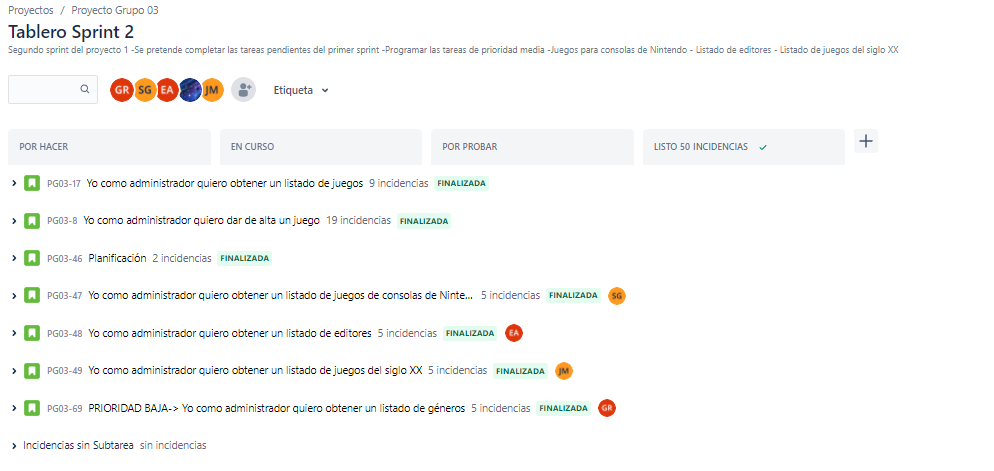 Proyectos / Proyecto Grupo 03
Tablero Sprint 2
Segundo sprint del proyecto 1 -Se pretende completar las tareas pendientes del primer sprint -Programar las tareas de prioridad media -Juegos para consolas de Nintendo - Listado de editores - Listado de juegos del siglo XX
GR SG EA JM Etiqueta
POR HACER EN CURSO POR PROBAR LISTO 50 INCIDENCIAS
PG03-17 Yo como administrador quiero obtener un listado de juegos 9 incidencias FINALIZADA
PG03-8 Yo como administrador quiero dar de alta un juego 19 incidencias FINALIZADA
PG03-46 Planificación 2 incidencias FINALIZADA
PG03-47 Yo como administrador quiero obtener un listado de juegos de consolas de Ninte... 5 incidencias FINALIZADA SG
PG03-48 Yo como administrador quiero obtener un listado de editores 5 incidencias FINALIZADA EA
PG03-49 Yo como administrador quiero obtener un listado de juegos del siglo XX 5 incidencias FINALIZADA JM
PG03-69 PRIORIDAD BAJA-> Yo como administrador quiero obtener un listado de géneros 5 incidencias FINALIZADA GR
Incidencias sin Subtarea sin incidencias